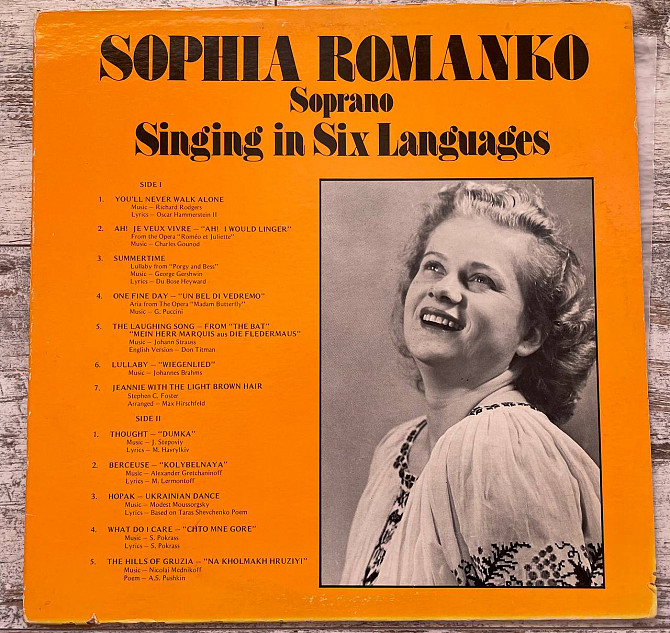 SOPHIA ROMANKO
Soprano
Singing in Six Languages
SIDE I
1. YOU'LL NEVER WALK ALONE
Music – Richard Rodgers
Lyrics – Oscar Hammerstein II
2. AH! JE VEUX VIVRE – "AH! I WOULD LINGER"
From the Opera "Roméo et Juliette"
Music – Charles Gounod
3. SUMMERTIME
Lullaby from "Porgy and Bess"
Music – George Gershwin
Lyrics – Du Bose Heyward
4. ONE FINE DAY – "UN BEL DI VEDREMO"
Aria from The Opera "Madam Butterfly"
Music – G. Puccini
5. THE LAUGHING SONG – FROM "THE BAT"
"MEIN HERR MARQUIS aus DIE FLEDERMAUS"
Music – Johann Strauss
English Version – Don Titman
6. LULLABY – "WIEGENLIED"
Music – Johannes Brahms
7. JEANNIE WITH THE LIGHT BROWN HAIR
Stephen C. Foster
Arranged – Max Hirschfeld
SIDE II
1. THOUGHT – "DUMKA"
Music – J. Stepoviy
Lyrics – M. Havrylkiv
2. BERCEUSE – "KOLYBELNAYA"
Music – Alexander Gretchaninoff
Lyrics – M. Lermontoff
3. HOPAK – UKRAINIAN DANCE
Music – Modest Moussorgsky
Lyrics – Based on Taras Shevchenko Poem
4. WHAT DO I CARE – "CHTO MNE GORE"
Music – S. Pokrass
Lyrics – S. Pokrass
5. THE HILLS OF GRUZIA – "NA KHOLMAKH HRUZIYI"
Music – Nicolai Mednikoff
Poem – A.S. Pushkin